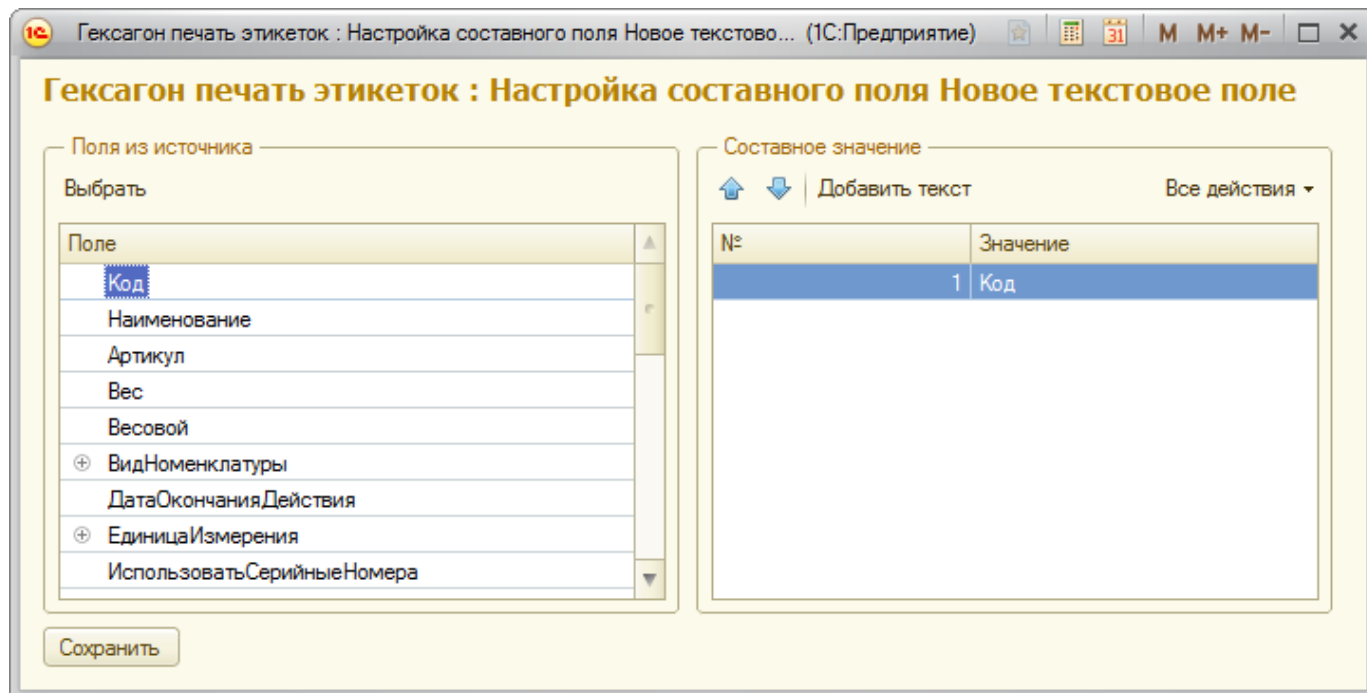 1С Гексагон печать этикеток : Настройка составного поля Новое текстово... (1С:Предприятие) 31 M M+ M-
Гексагон печать этикеток : Настройка составного поля Новое текстовое поле
Поля из источника
Выбрать
Поле
Код
Наименование
Артикул
Вес
Весовой
ВидНоменклатуры
ДатаОкончанияДействия
ЕдиницаИзмерения
ИспользоватьСерийныеНомера
Составное значение
Добавить текст Все действия
№ Значение
1 Код
Сохранить